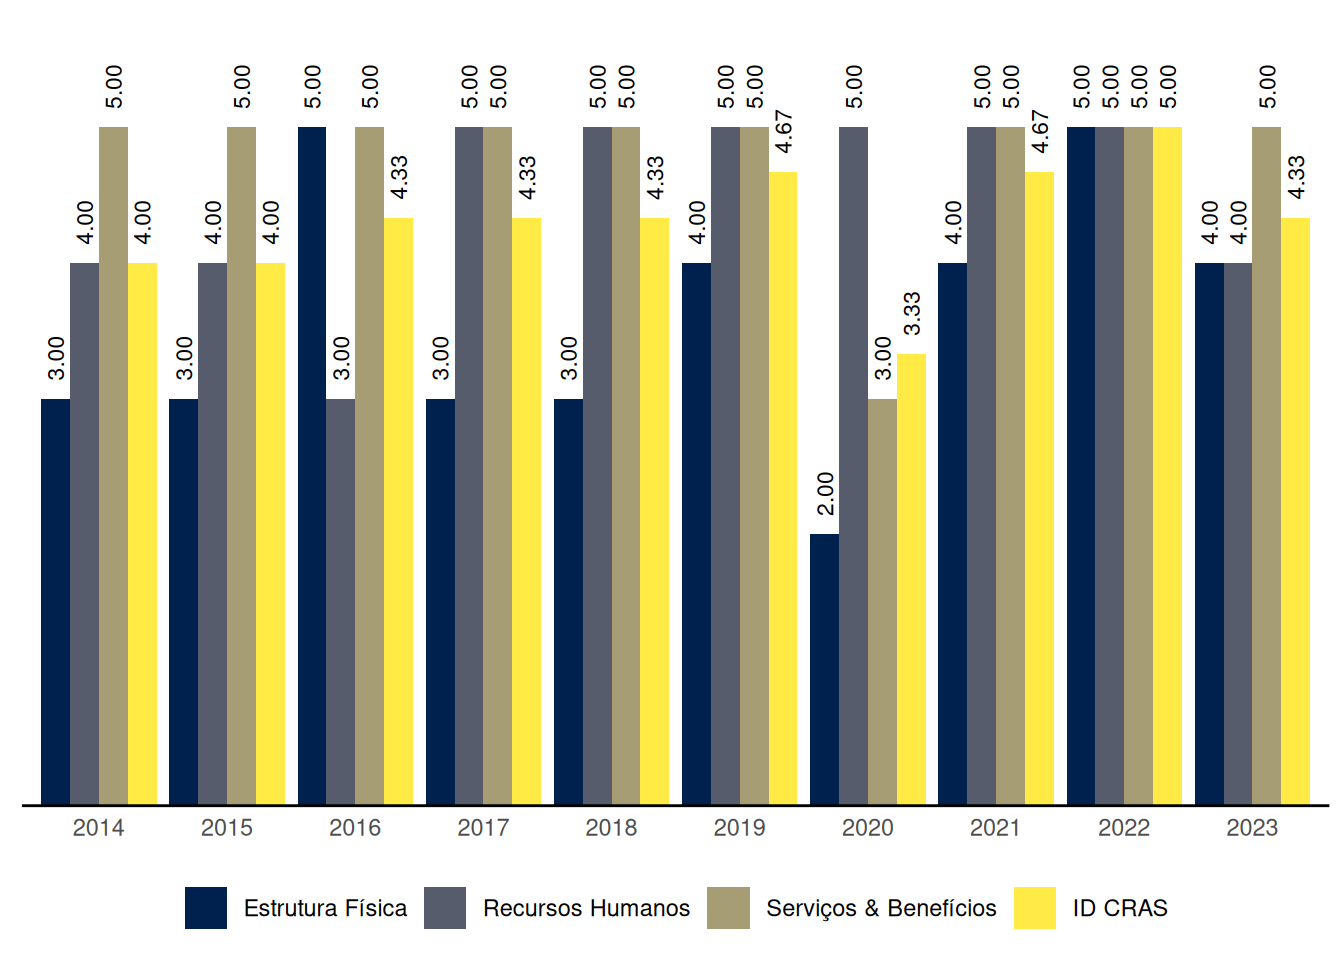 3.00 4.00 5.00 4.00
3.00 4.00 5.00 4.00
5.00 3.00 5.00 4.33
3.00 5.00 5.00 4.33
3.00 5.00 5.00 4.33
4.00 5.00 5.00 4.67
2.00 5.00 3.00 3.33
4.00 5.00 5.00 4.67
5.00 5.00 5.00 5.00
4.00 4.00 5.00 4.33
2014 2015 2016 2017 2018 2019 2020 2021 2022 2023
Estrutura Física Recursos Humanos Serviços & Benefícios ID CRAS